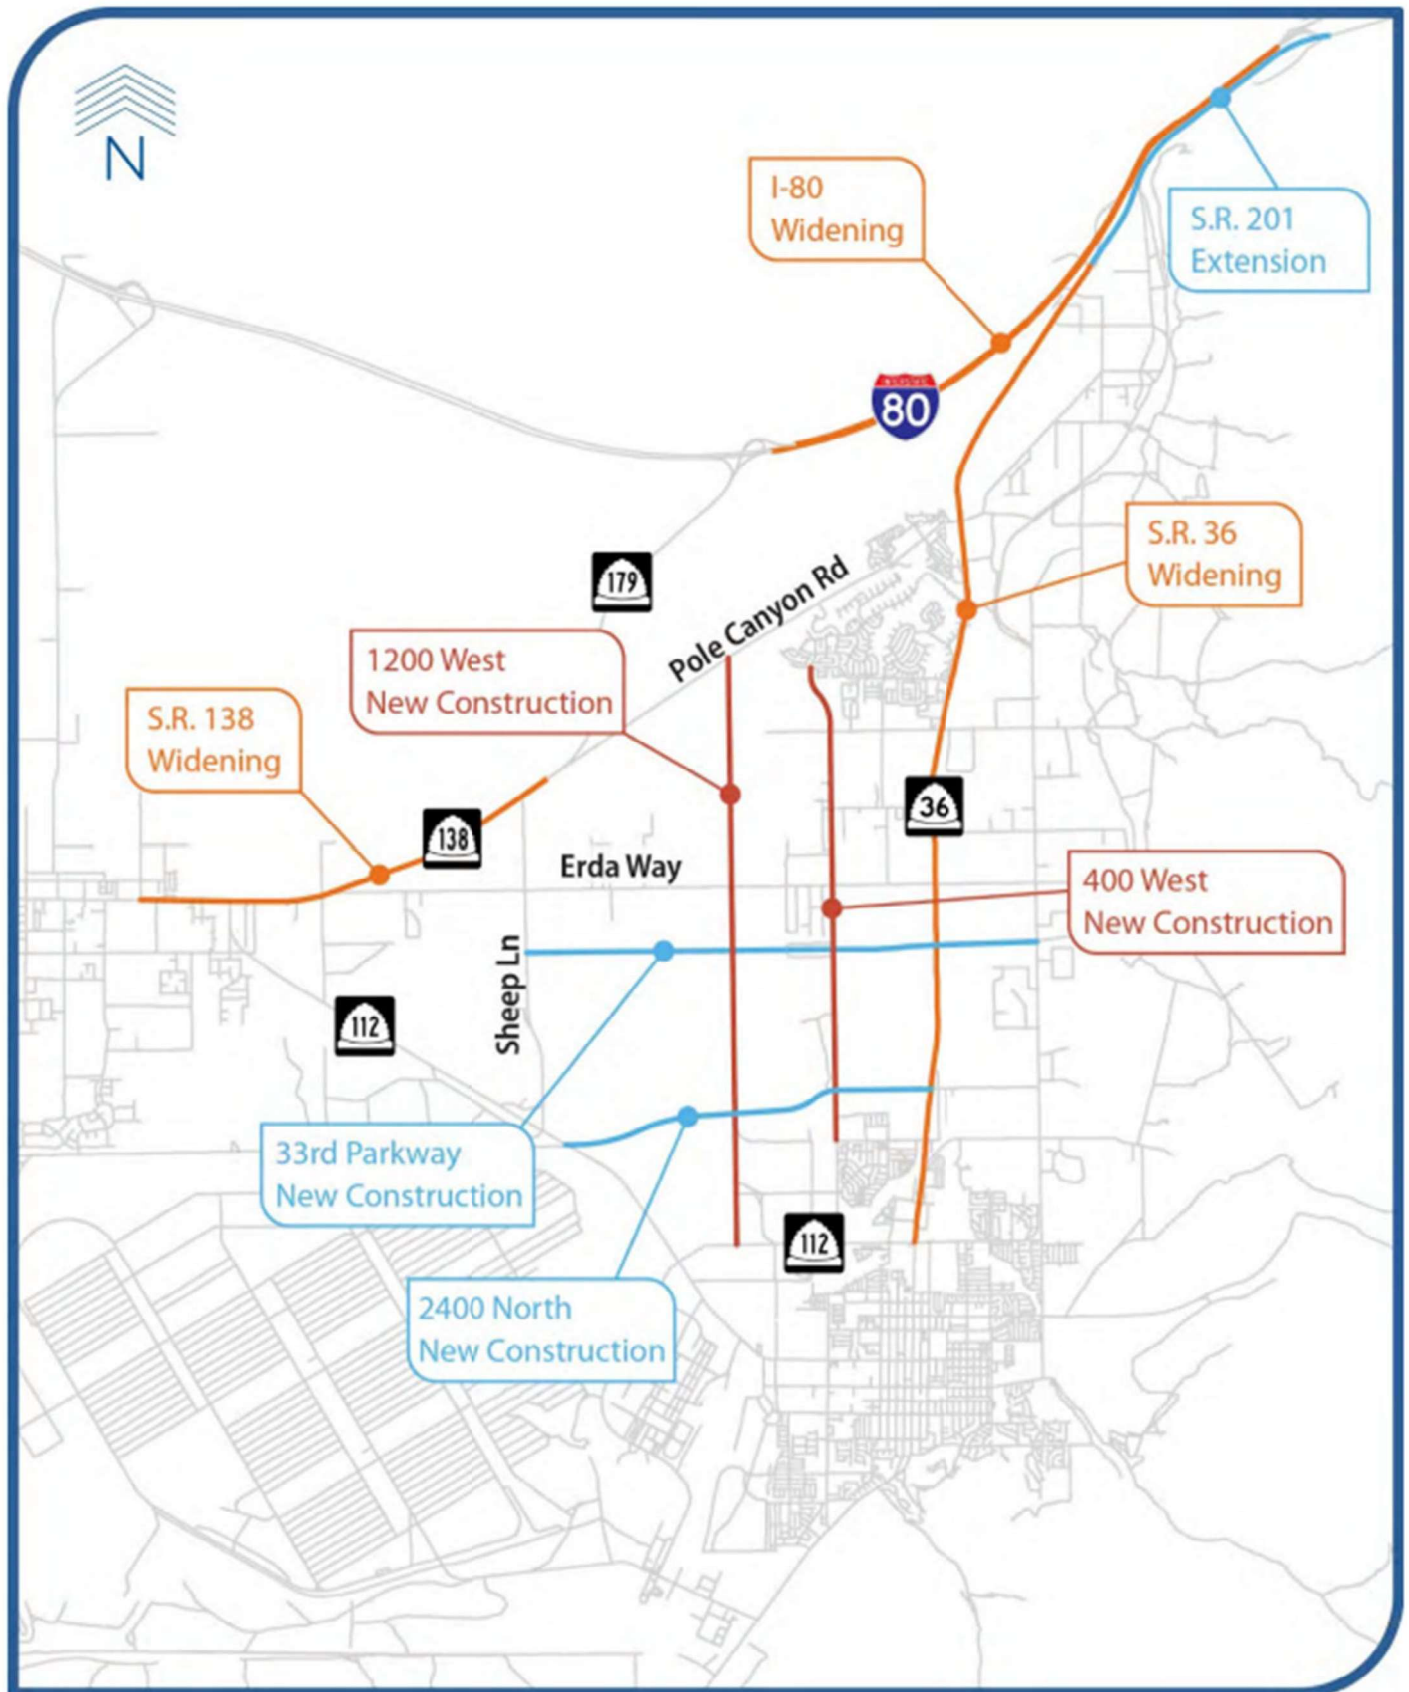 N
I-80
Widening
S.R. 201
Extension
80
S.R. 36
Widening
179
Pole Canyon Rd
1200 West
New Construction
S.R. 138
Widening
36
138
Erda Way
400 West
New Construction
Sheep Ln
112
33rd Parkway
New Construction
112
2400 North
New Construction